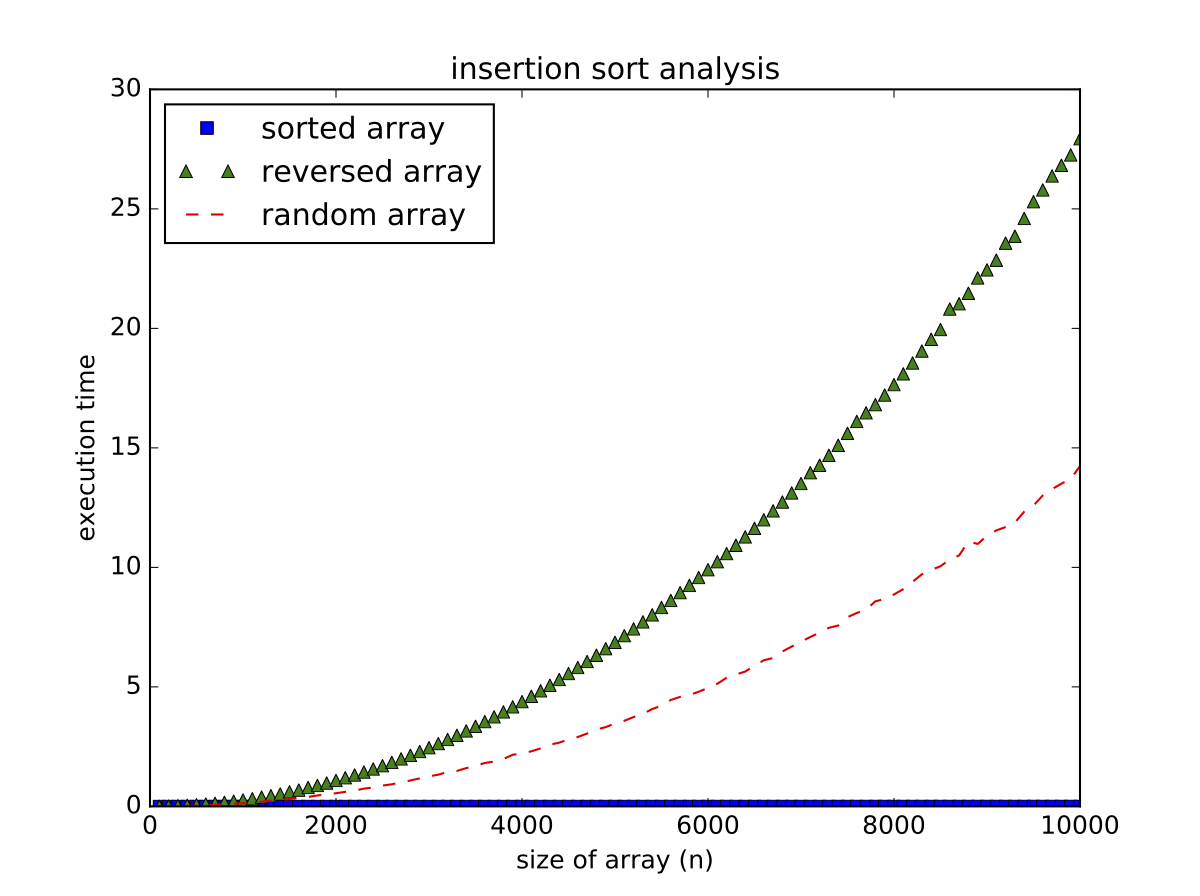 insertion sort analysis
30
25
20
15
10
5
0
sorted array
reversed array
random array
execution time
0 2000 4000 6000 8000 10000
size of array (n)